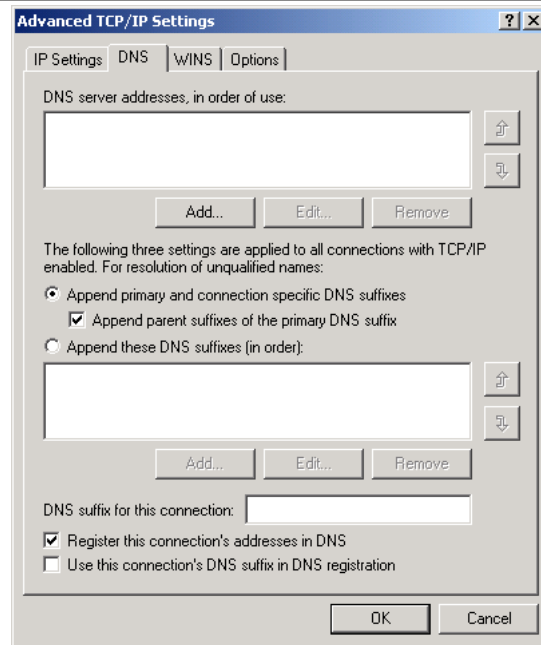 Advanced TCP/IP Settings
IP Settings DNS WINS Options
DNS server addresses, in order of use:
Add... Edit... Remove
The following three settings are applied to all connections with TCP/IP
enabled. For resolution of unqualified names:
Append primary and connection specific DNS suffixes
Append parent suffixes of the primary DNS suffix
Append these DNS suffixes (in order):
Add... Edit... Remove
DNS suffix for this connection:
Register this connection's addresses in DNS
Use this connection's DNS suffix in DNS registration
OK Cancel